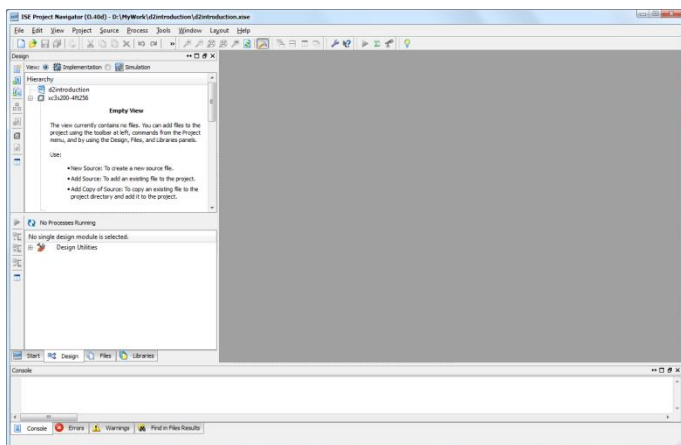 ISE Project Navigator (O.40d) - D:\MyWork\d2introduction\d2introduction.xise
File Edit View Project Source Process Tools Window Layout Help
Design
View: Implementation Simulation
Hierarchy
d2introduction
xc3s200-4ft256
Empty View
The view currently contains no files. You can add files to the
project using the toolbar at left, commands from the Project
menu, and by using the Design, Files, and Libraries panels.
Use:
• New Source: To create a new source file.
• Add Source: To add an existing file to the project.
• Add Copy of Source: To copy an existing file to the
project directory and add it to the project.
No Processes Running
No single design module is selected.
Design Utilities
Start Design Files Libraries
Console
Console Errors Warnings Find in Files Results